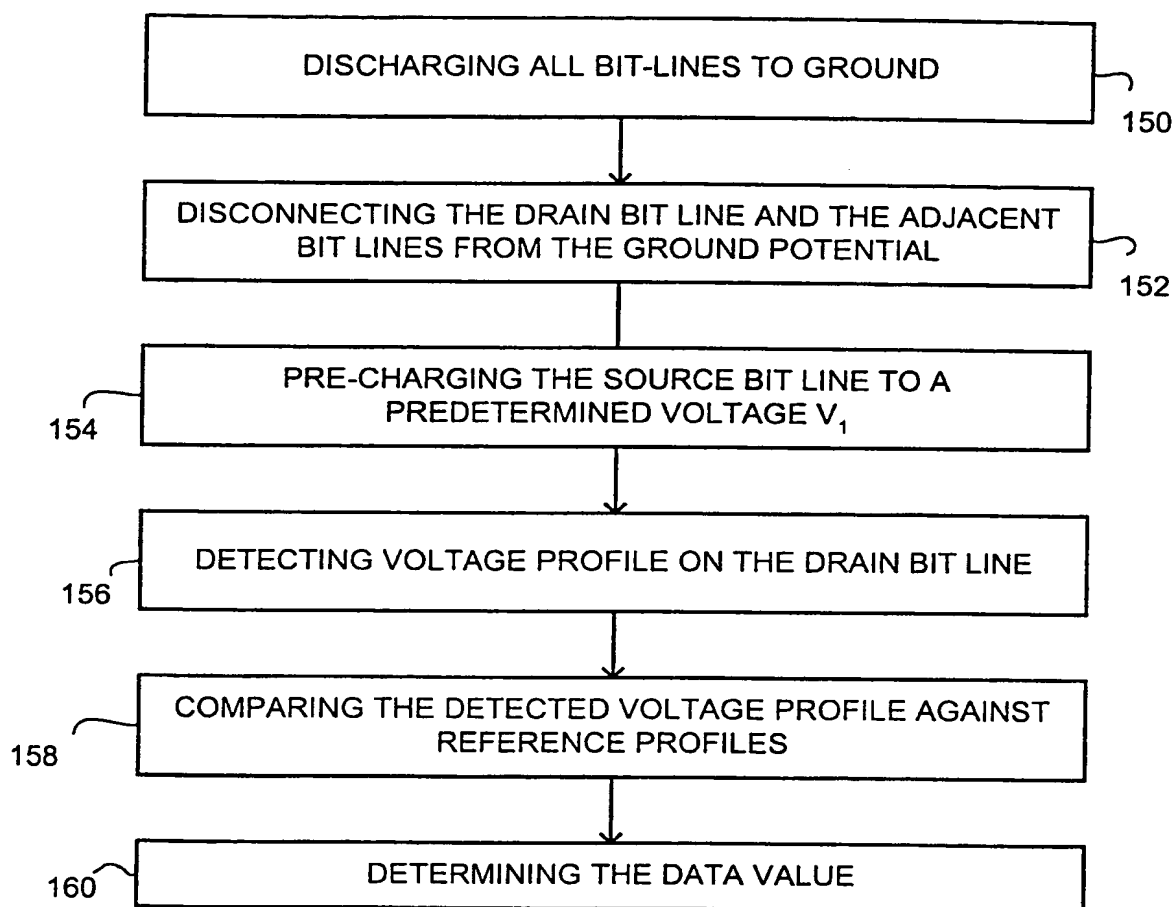 DISCHARGING ALL BIT-LINES TO GROUND
150
DISCONNECTING THE DRAIN BIT LINE AND THE ADJACENT
BIT LINES FROM THE GROUND POTENTIAL
152
PRE-CHARGING THE SOURCE BIT LINE TO A
PREDETERMINED VOLTAGE V₁
154
DETECTING VOLTAGE PROFILE ON THE DRAIN BIT LINE
156
COMPARING THE DETECTED VOLTAGE PROFILE AGAINST
REFERENCE PROFILES
158
DETERMINING THE DATA VALUE
160